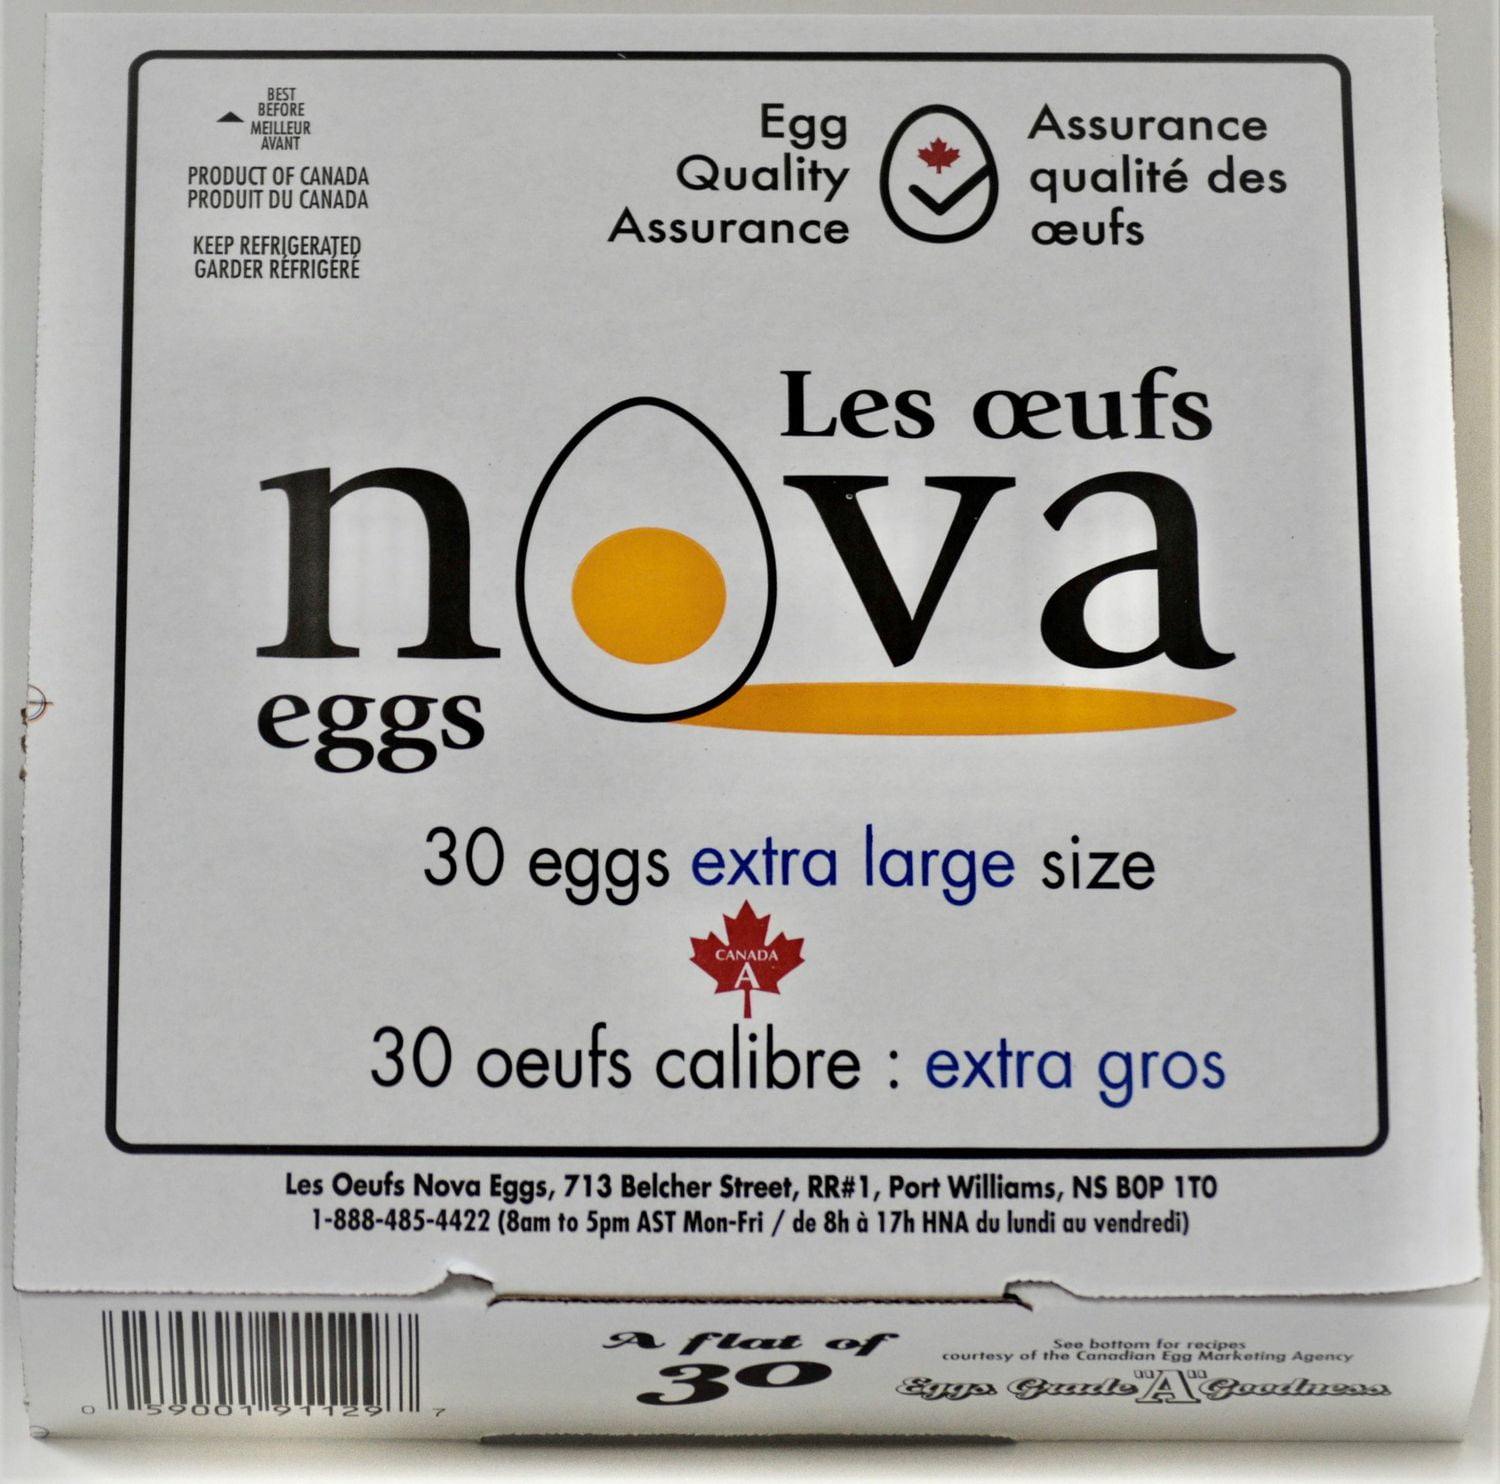 BEST
BEFORE
MEILLEUR
AVANT
PRODUCT OF CANADA
PRODUIT DU CANADA
KEEP REFRIGERATED
GARDER RÉFRIGÉRÉ
Egg
Quality
Assurance
Assurance
qualité des
œufs
Les œufs
nova
eggs
30 eggs extra large size
CANADA
A
30 oeufs calibre : extra gros
Les Oeufs Nova Eggs, 713 Belcher Street, RR#1, Port Williams, NS B0P 1T0
1-888-485-4422 (8am to 5pm AST Mon-Fri / de 8h à 17h HNA du lundi au vendredi)
0 59001 91129 7
A flat of
30
See bottom for recipes
courtesy of the Canadian Egg Marketing Agency
Eggs Grade "A" Goodness